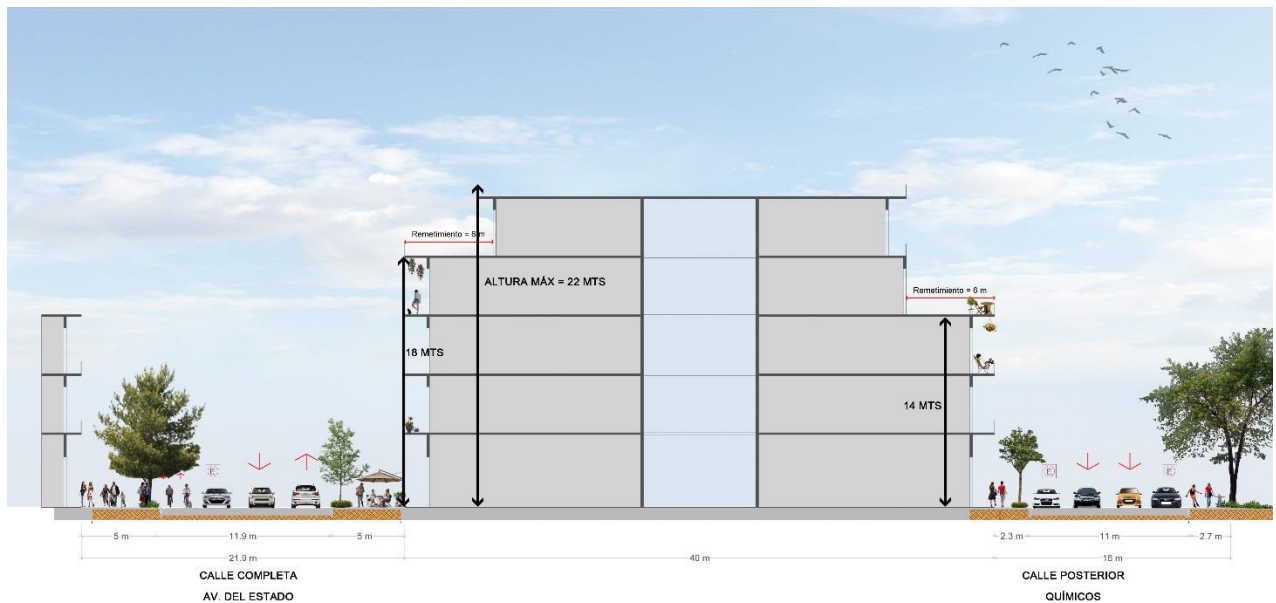 Remetimiento = 6 m
ALTURA MÁX = 22 MTS
Remetimiento = 6 m
18 MTS
14 MTS
E
E
E
5 m
11.9 m
5 m
2.3 m
11 m
2.7 m
21.9 m
40 m
16 m
CALLE COMPLETA
AV. DEL ESTADO
CALLE POSTERIOR
QUÍMICOS